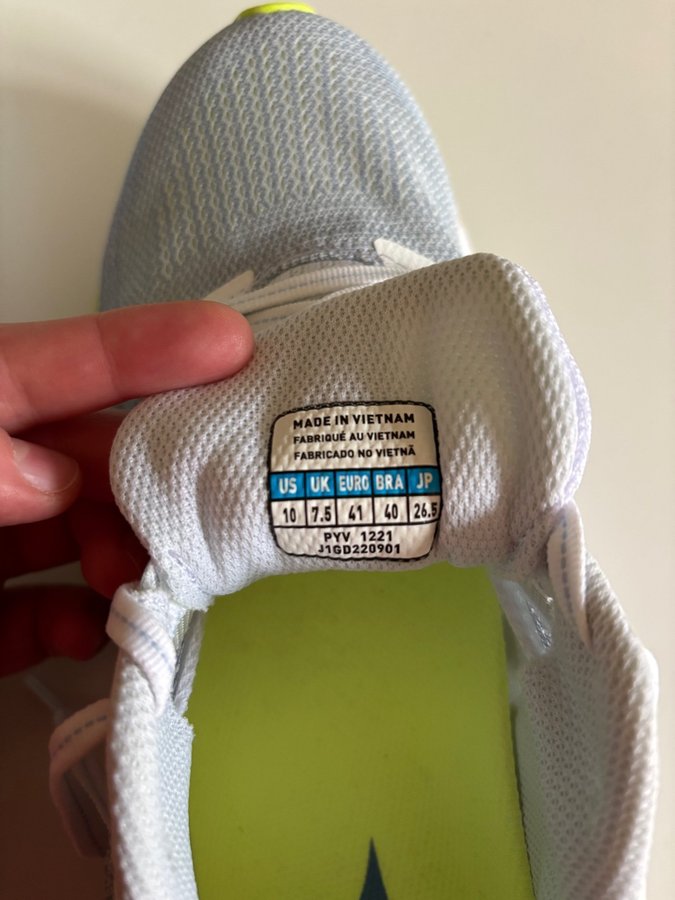 MADE IN VIETNAM
FABRIQUÉ AU VIETNAM
FABRICADO NO VIETNÃ
US UK EURO BRA JP
10 7.5 41 40 26.5
PYV 1221
J1GD220901